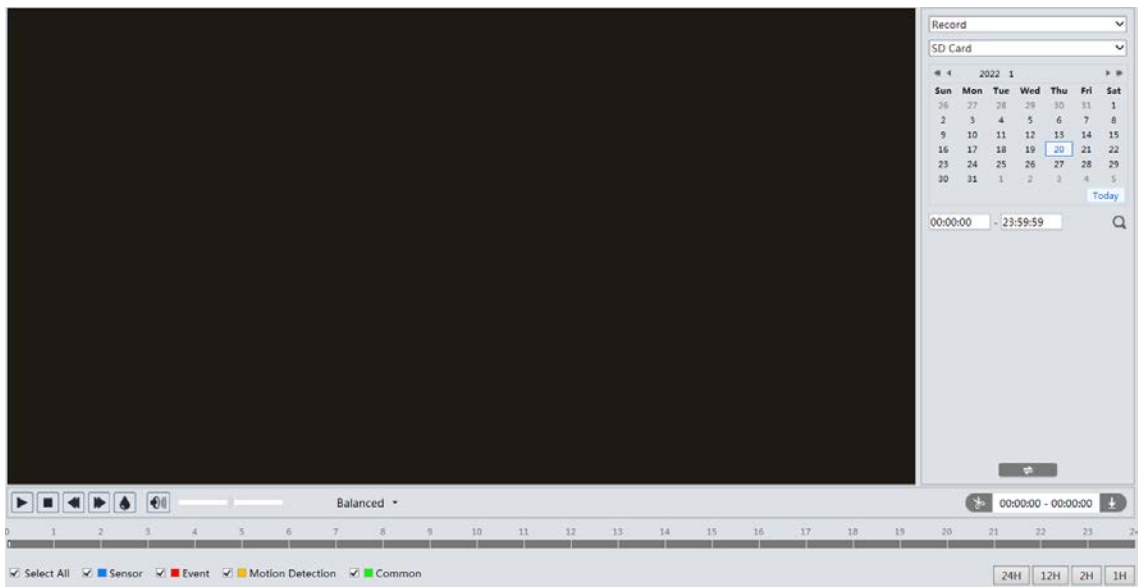 Record
SD Card
2022 1
Sun Mon Tue Wed Thu Fri Sat
26 27 28 29 30 31 1
2 3 4 5 6 7 8
9 10 11 12 13 14 15
16 17 18 19 20 21 22
23 24 25 26 27 28 29
30 31 1 2 3 4 5
Today
00:00:00 - 23:59:59
Balanced
00:00:00 - 00:00:00
0 1 2 3 4 5 6 7 8 9 10 11 12 13 14 15 16 17 18 19 20 21 22 23 2
Select All Sensor Event Motion Detection Common
24H 12H 2H 1H